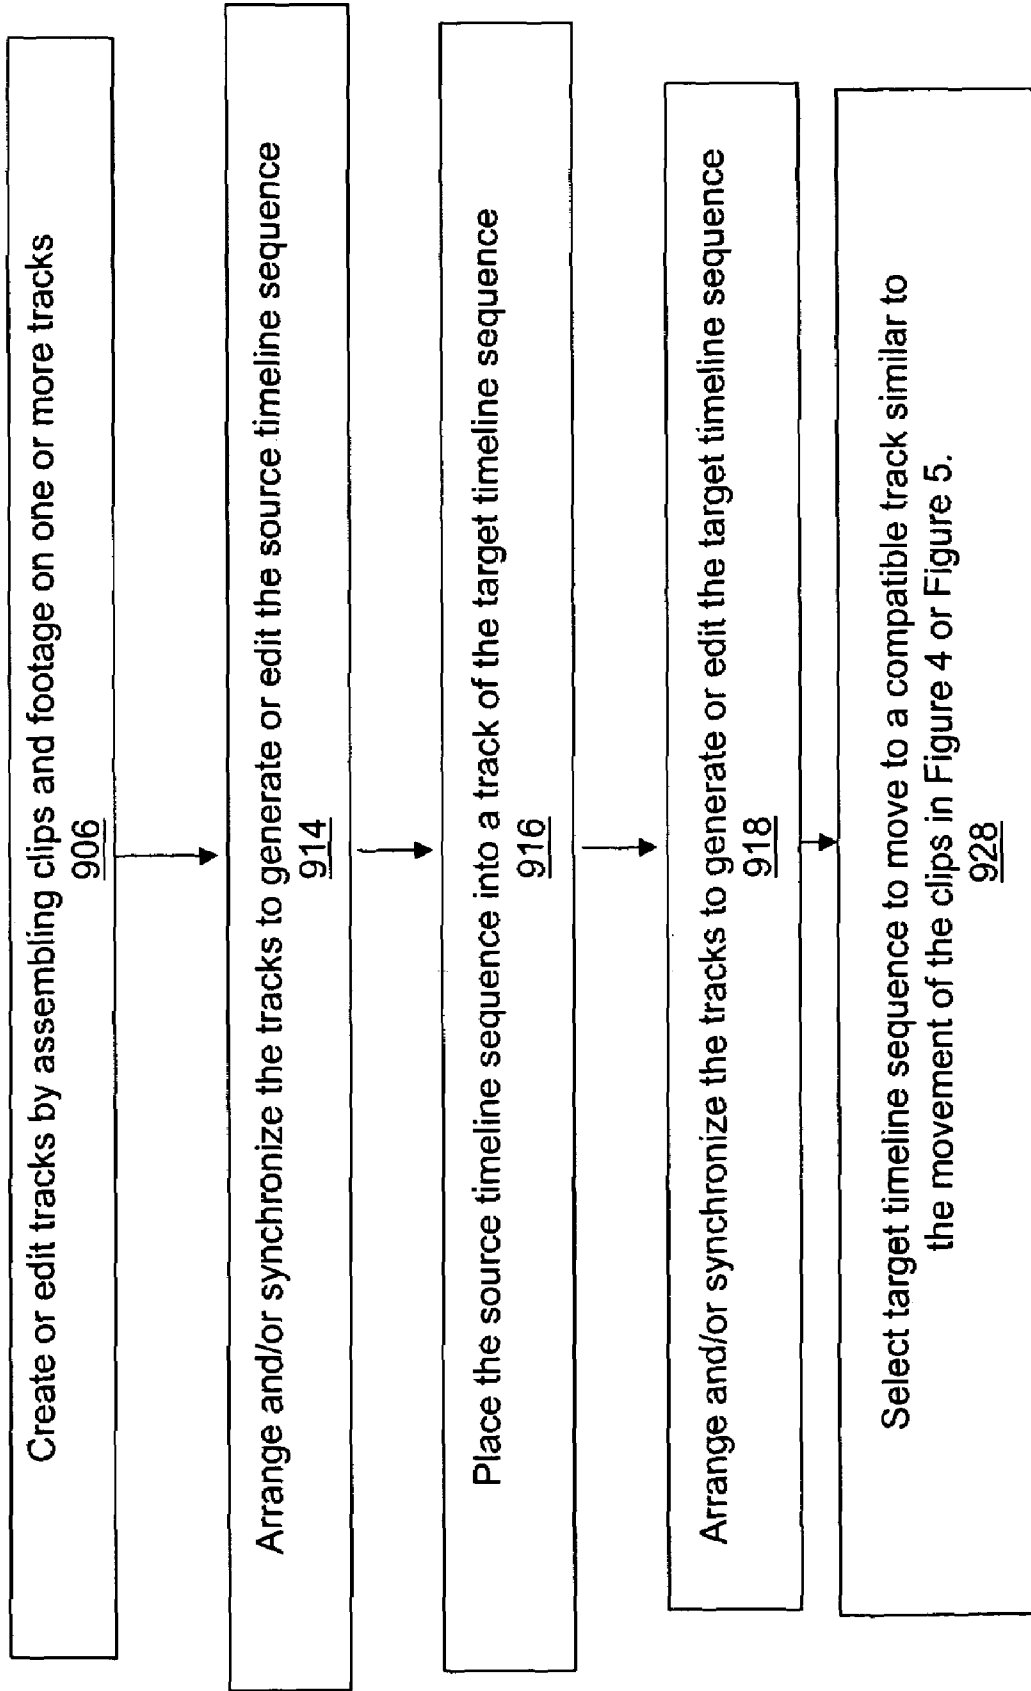 Create or edit tracks by assembling clips and footage on one or more tracks
906
Arrange and/or synchronize the tracks to generate or edit the source timeline sequence
914
Place the source timeline sequence into a track of the target timeline sequence
916
Arrange and/or synchronize the tracks to generate or edit the target timeline sequence
918
Select target timeline sequence to move to a compatible track similar to
the movement of the clips in Figure 4 or Figure 5.
928